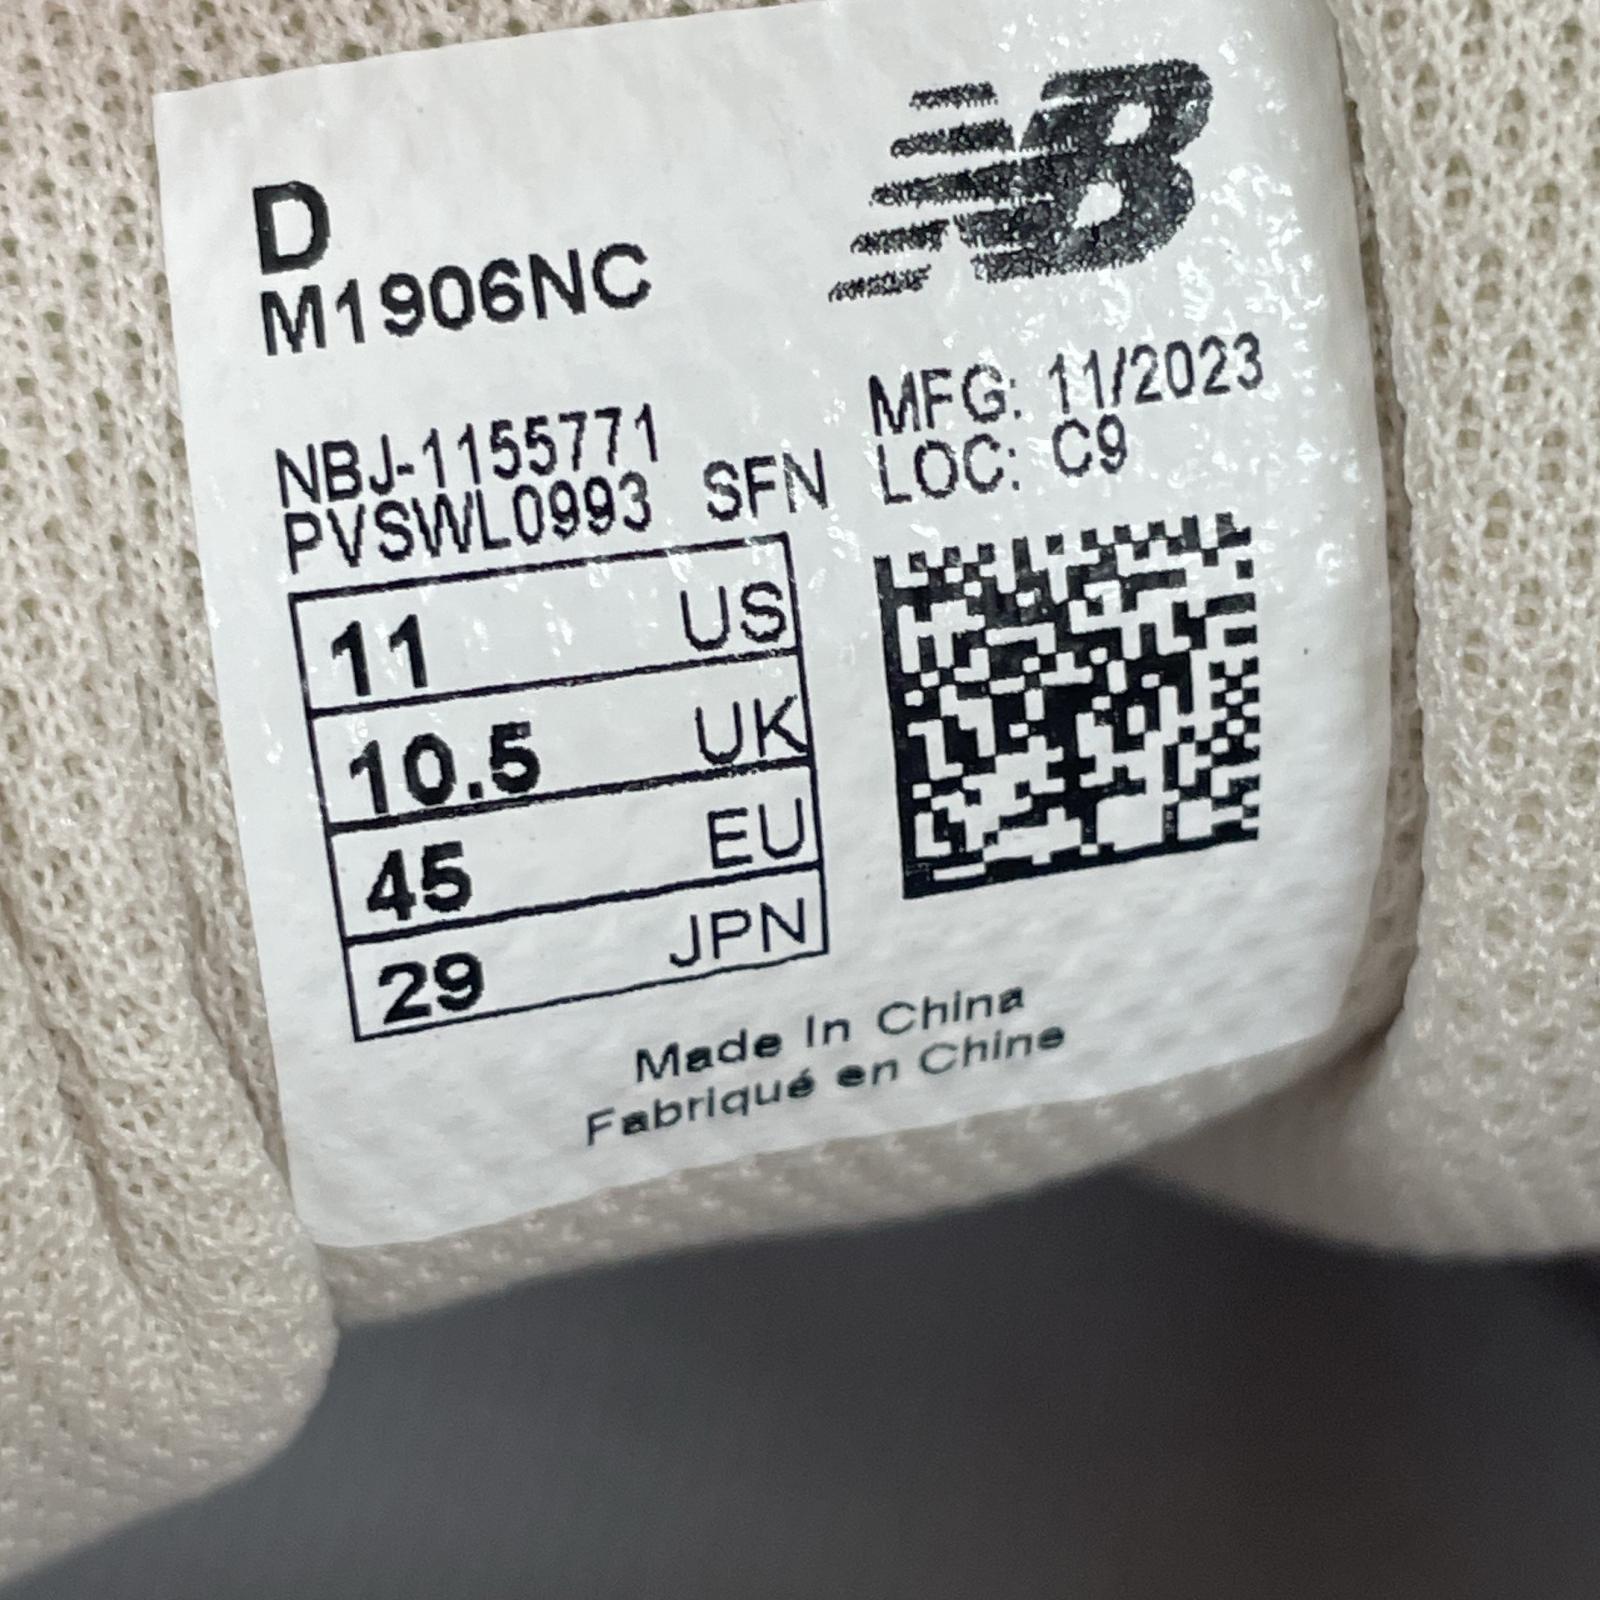 D
M1906NC
NB
NBJ-1155771
PVSWL0993 SFN
MFG: 11/2023
LOC: C9
11 US
10.5 UK
45 EU
29 JPN
Made In China
Fabriqué en Chine